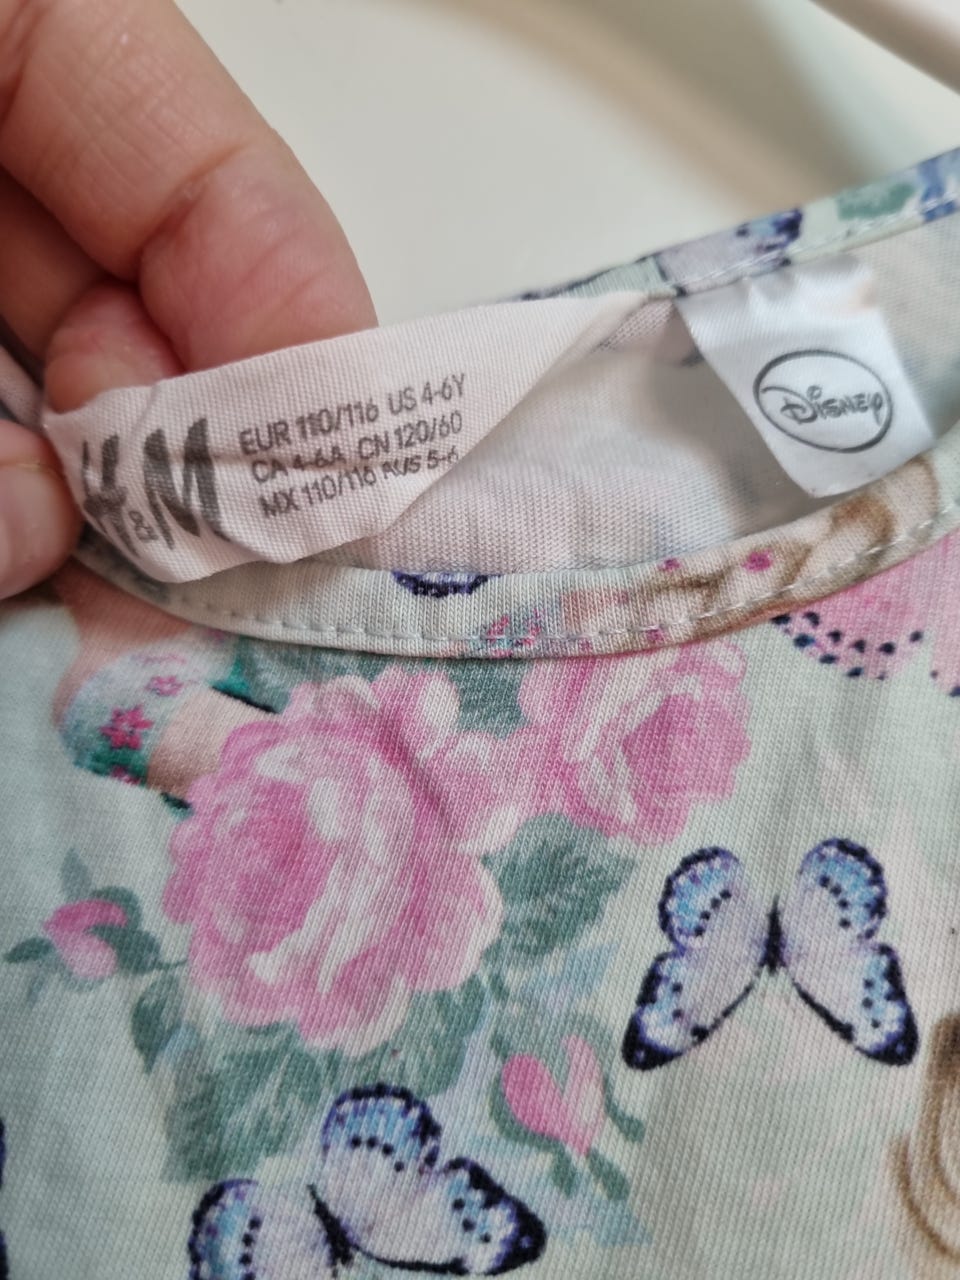 H&M
EUR 110/116 US 4-6Y
CA 4-6A CN 120/60
MX 110/116 RUS 5-6
Disney